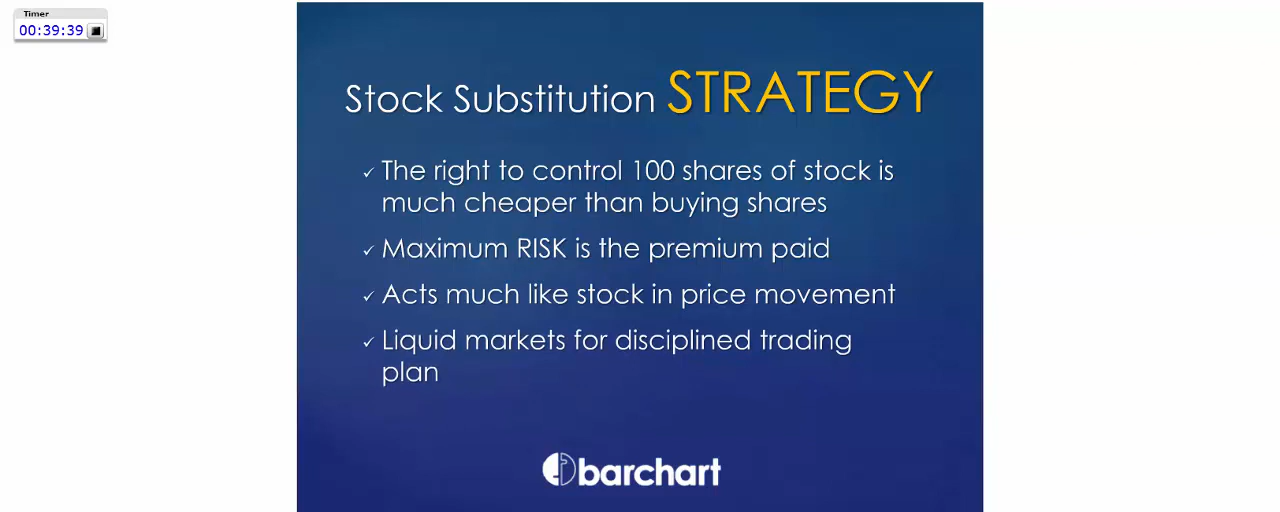 Timer
00:39:39
Stock Substitution STRATEGY
✓ The right to control 100 shares of stock is
much cheaper than buying shares
✓ Maximum RISK is the premium paid
✓ Acts much like stock in price movement
✓ Liquid markets for disciplined trading
plan
barchart